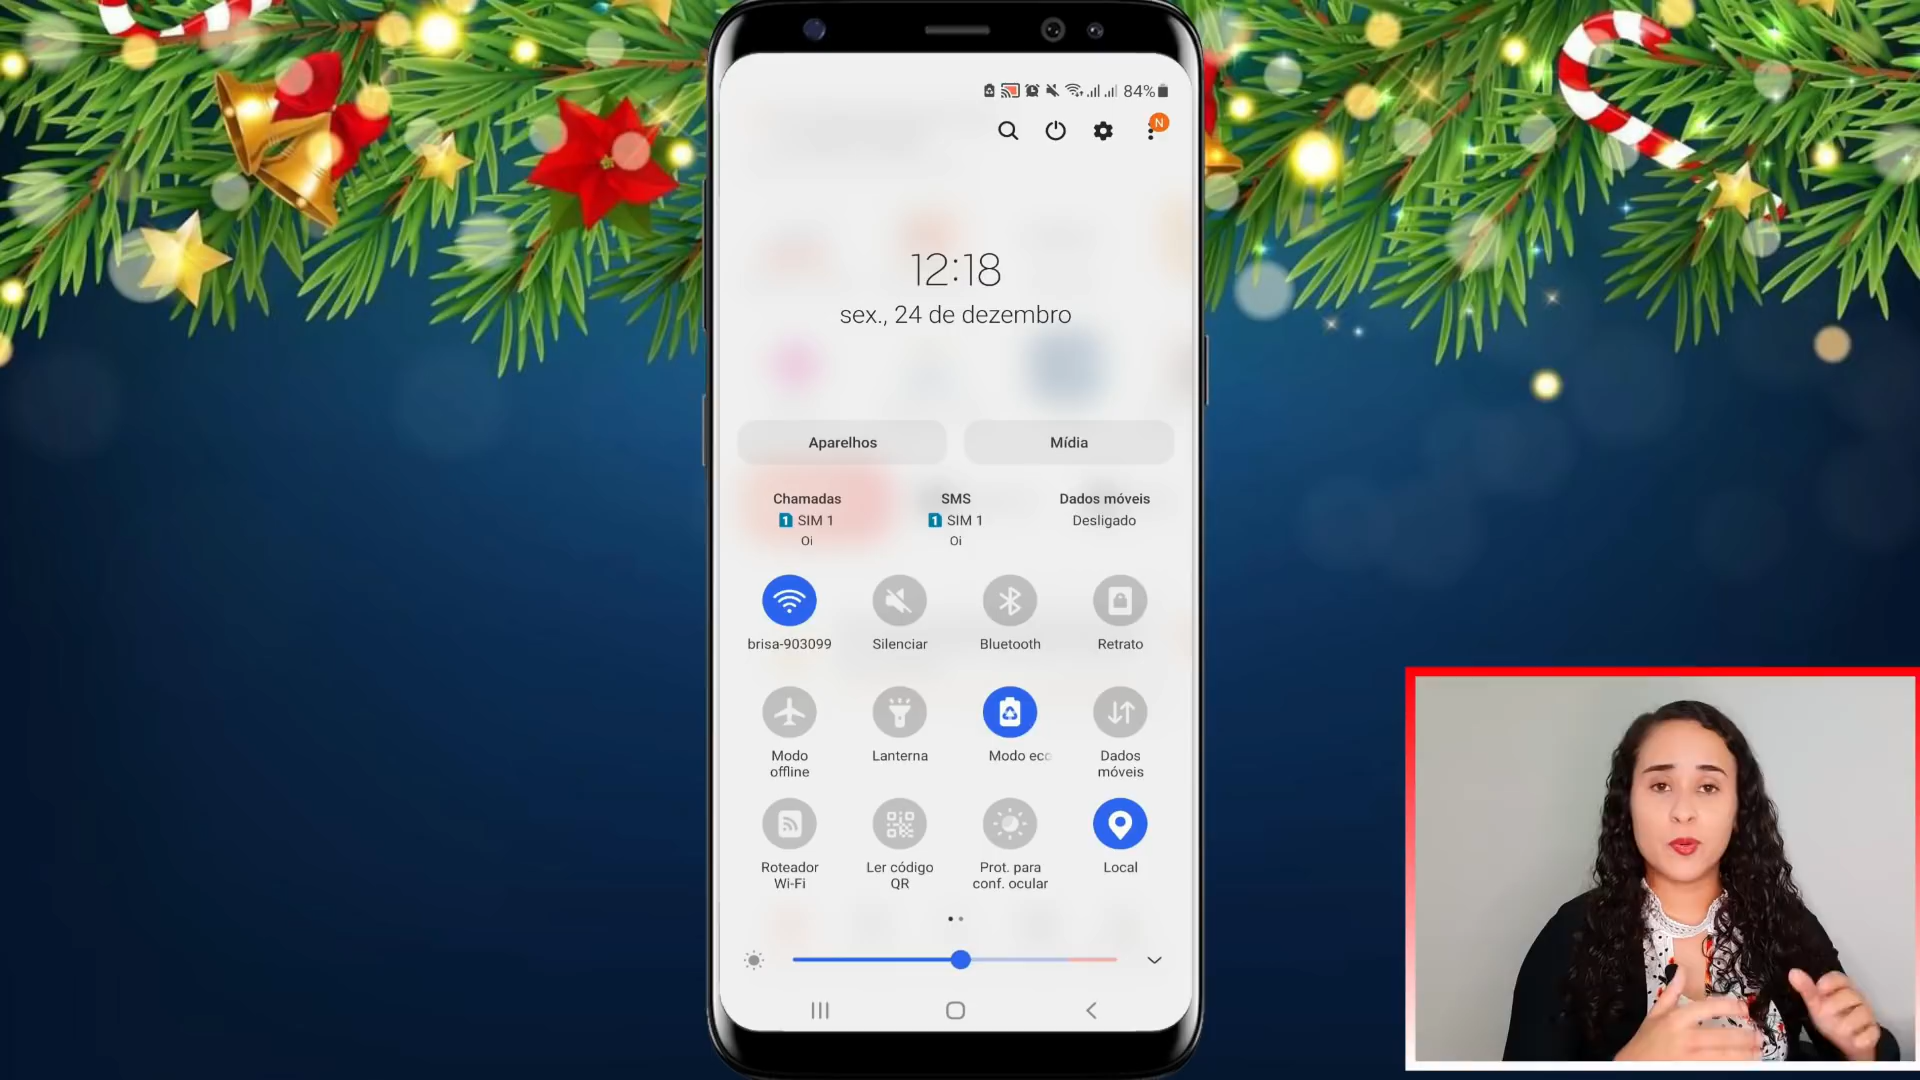 84%
N
12:18
sex., 24 de dezembro
Aparelhos
Mídia
Chamadas
1 SIM 1
Oi
SMS
1 SIM 1
Oi
Dados móveis
Desligado
brisa-903099
Silenciar
Bluetooth
Retrato
Modo
offline
Lanterna
Modo eco
Dados
móveis
Roteador
Wi-Fi
Ler código
QR
Prot. para
conf. ocular
Local